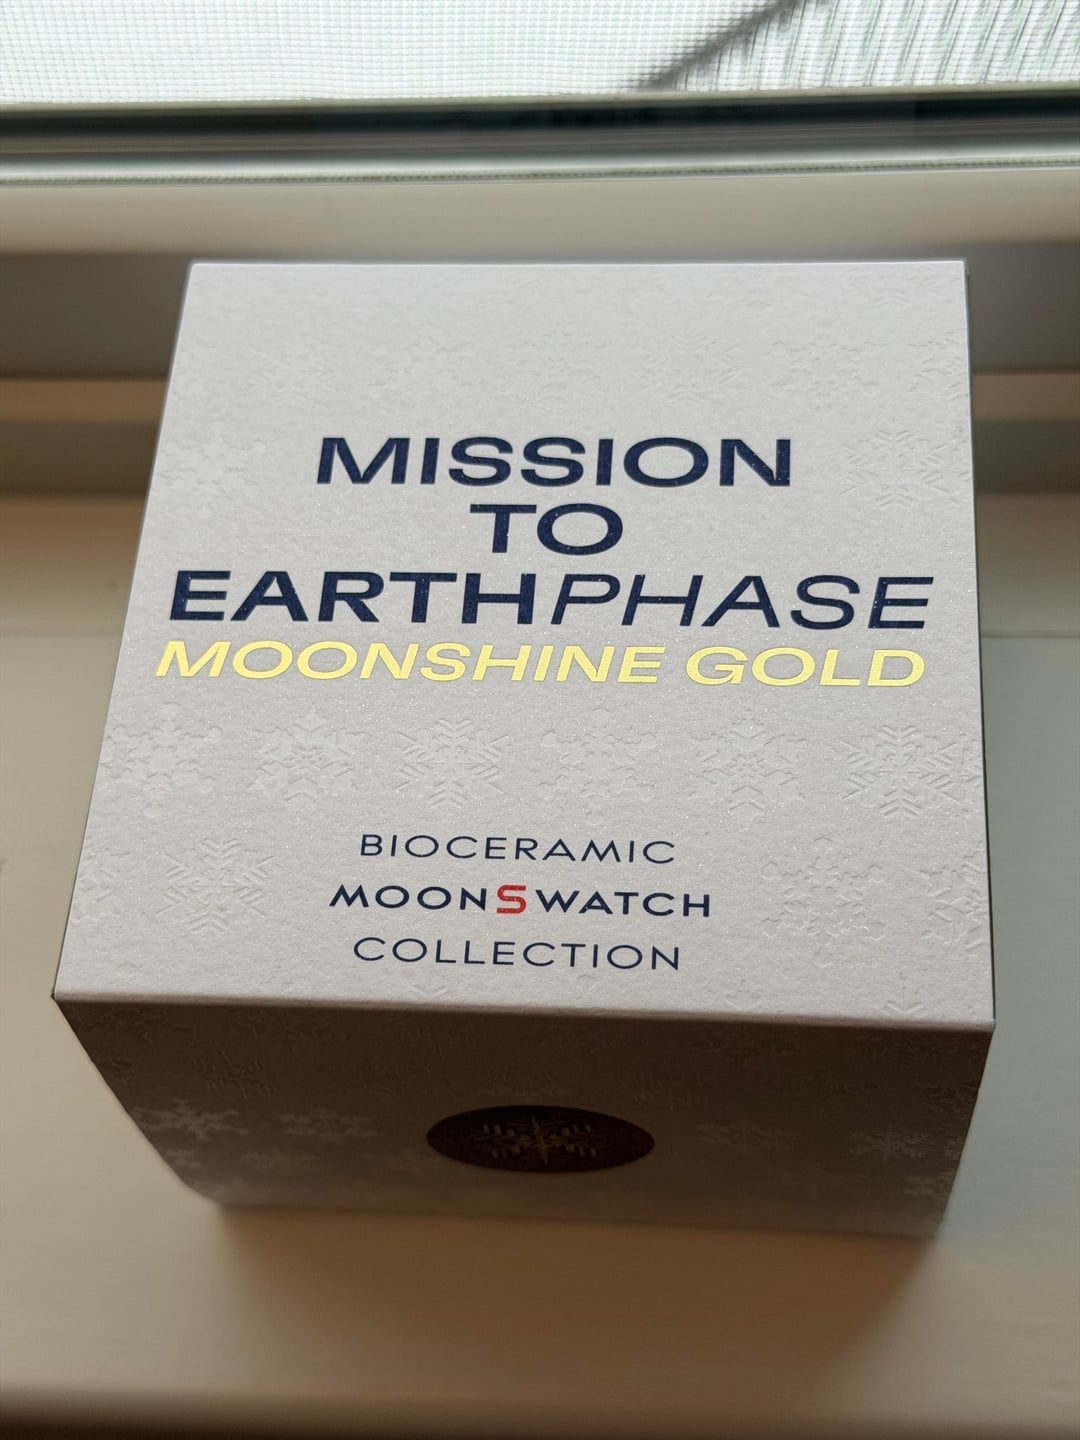 MISSION
TO
EARTHPHASE
MOONSHINE GOLD
BIOCERAMIC
MOONSWATCH
COLLECTION